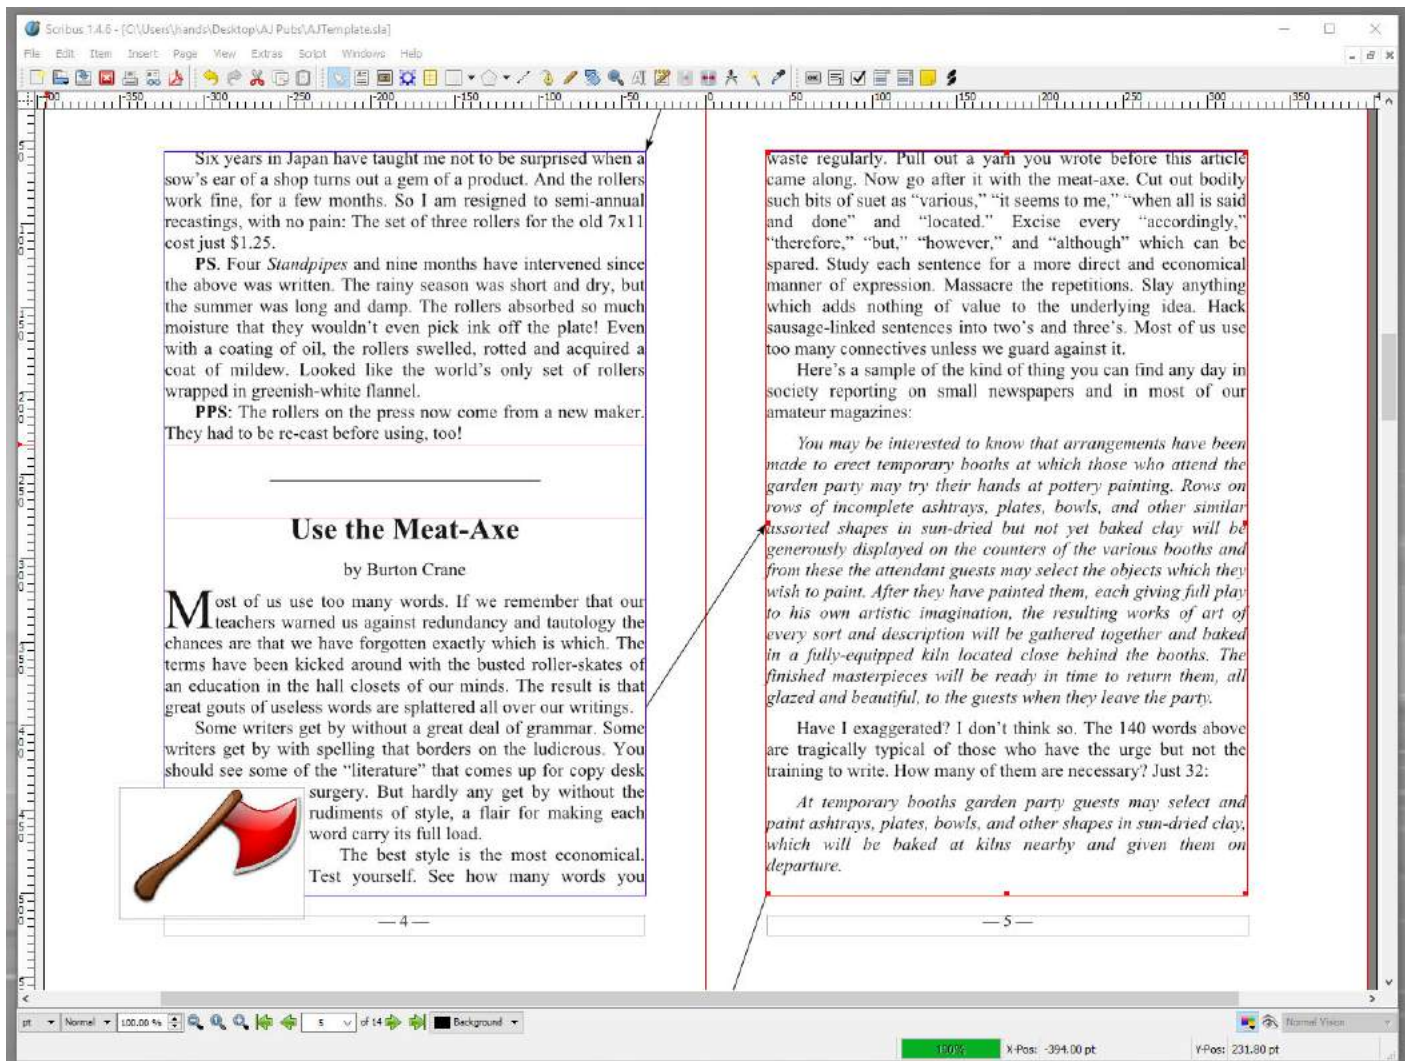 Scribus 1.4.6 - [C:\Users\hands\Desktop\AJ Pubs\AJTemplate.sla]
File Edit Item Insert Page View Extras Script Windows Help
Six years in Japan have taught me not to be surprised when a
sow's ear of a shop turns out a gem of a product. And the rollers
work fine, for a few months. So I am resigned to semi-annual
recastings, with no pain: The set of three rollers for the old 7x11
cost just $1.25.
PS. Four Standpipes and nine months have intervened since
the above was written. The rainy season was short and dry, but
the summer was long and damp. The rollers absorbed so much
moisture that they wouldn't even pick ink off the plate! Even
with a coating of oil, the rollers swelled, rotted and acquired a
coat of mildew. Looked like the world's only set of rollers
wrapped in greenish-white flannel.
PPS: The rollers on the press now come from a new maker.
They had to be re-cast before using, too!
Use the Meat-Axe
by Burton Crane
Most of us use too many words. If we remember that our
teachers warned us against redundancy and tautology the
chances are that we have forgotten exactly which is which. The
terms have been kicked around with the busted roller-skates of
an education in the hall closets of our minds. The result is that
great gouts of useless words are splattered all over our writings.
Some writers get by without a great deal of grammar. Some
writers get by with spelling that borders on the ludicrous. You
should see some of the “literature” that comes up for copy desk
surgery. But hardly any get by without the
rudiments of style, a flair for making each
word carry its full load.
The best style is the most economical.
Test yourself. See how many words you
— 4 —
waste regularly. Pull out a yarn you wrote before this article
came along. Now go after it with the meat-axe. Cut out bodily
such bits of suet as “various,” “it seems to me,” “when all is said
and done” and “located.” Excise every “accordingly,”
“therefore,” “but,” “however,” and “although” which can be
spared. Study each sentence for a more direct and economical
manner of expression. Massacre the repetitions. Slay anything
which adds nothing of value to the underlying idea. Hack
sausage-linked sentences into two's and three's. Most of us use
too many connectives unless we guard against it.
Here's a sample of the kind of thing you can find any day in
society reporting on small newspapers and in most of our
amateur magazines:
You may be interested to know that arrangements have been
made to erect temporary booths at which those who attend the
garden party may try their hands at pottery painting. Rows on
rows of incomplete ashtrays, plates, bowls, and other similar
assorted shapes in sun-dried but not yet baked clay will be
generously displayed on the counters of the various booths and
from these the attendant guests may select the objects which they
wish to paint. After they have painted them, each giving full play
to his own artistic imagination, the resulting works of art of
every sort and description will be gathered together and baked
in a fully-equipped kiln located close behind the booths. The
finished masterpieces will be ready in time to return them, all
glazed and beautiful, to the guests when they leave the party.
Have I exaggerated? I don't think so. The 140 words above
are tragically typical of those who have the urge but not the
training to write. How many of them are necessary? Just 32:
At temporary booths garden party guests may select and
paint ashtrays, plates, bowls, and other shapes in sun-dried clay,
which will be baked at kilns nearby and given them on
departure.
— 5 —
pt Normal 100.00 % 5 of 14 Background Normal Vision
100% X-Pos: -394.00 pt Y-Pos: 231.80 pt